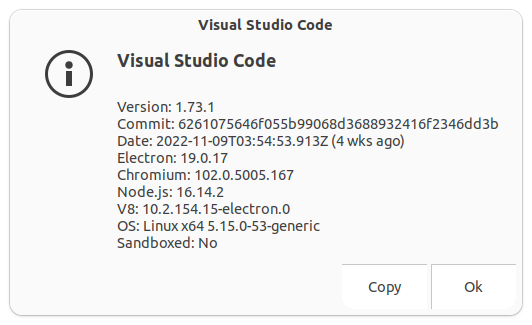 Visual Studio Code
Visual Studio Code
Version: 1.73.1
Commit: 6261075646f055b99068d3688932416f2346dd3b
Date: 2022-11-09T03:54:53.913Z (4 wks ago)
Electron: 19.0.17
Chromium: 102.0.5005.167
Node.js: 16.14.2
V8: 10.2.154.15-electron.0
OS: Linux x64 5.15.0-53-generic
Sandboxed: No
Copy
Ok